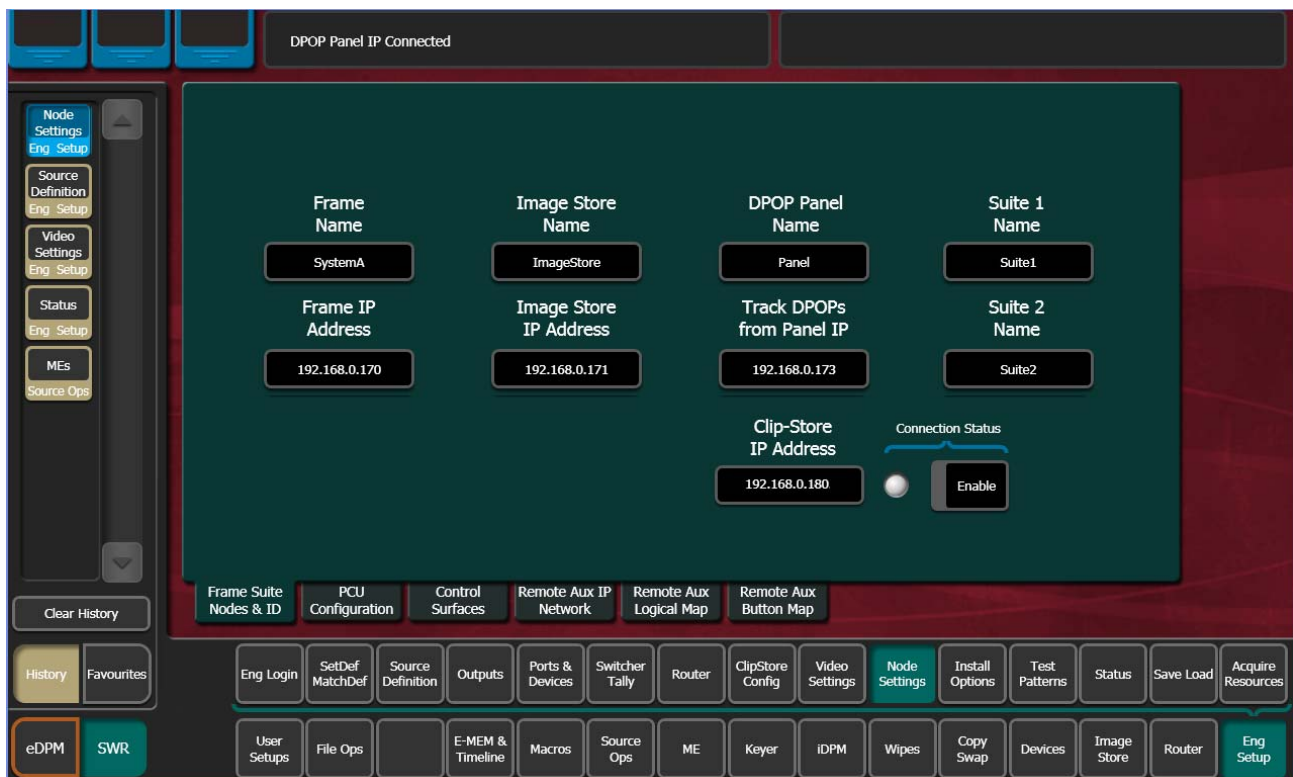 DPOP Panel IP Connected
Node
Settings
Eng Setup
Source
Definition
Eng Setup
Video
Settings
Eng Setup
Status
Eng Setup
MEs
Source Ops
Clear History
History
Favourites
eDPM
SWR
Frame
Name
SystemA
Image Store
Name
ImageStore
DPOP Panel
Name
Panel
Suite 1
Name
Suite1
Frame IP
Address
192.168.0.170
Image Store
IP Address
192.168.0.171
Track DPOPs
from Panel IP
192.168.0.173
Suite 2
Name
Suite2
Clip-Store
IP Address
192.168.0.180
Connection Status
Enable
Frame Suite
Nodes & ID
PCU
Configuration
Control
Surfaces
Remote Aux IP
Network
Remote Aux
Logical Map
Remote Aux
Button Map
Eng Login
SetDef
MatchDef
Source
Definition
Outputs
Ports &
Devices
Switcher
Tally
Router
ClipStore
Config
Video
Settings
Node
Settings
Install
Options
Test
Patterns
Status
Save Load
Acquire
Resources
User
Setups
File Ops
E-MEM &
Timeline
Macros
Source
Ops
ME
Keyer
iDPM
Wipes
Copy
Swap
Devices
Image
Store
Router
Eng
Setup